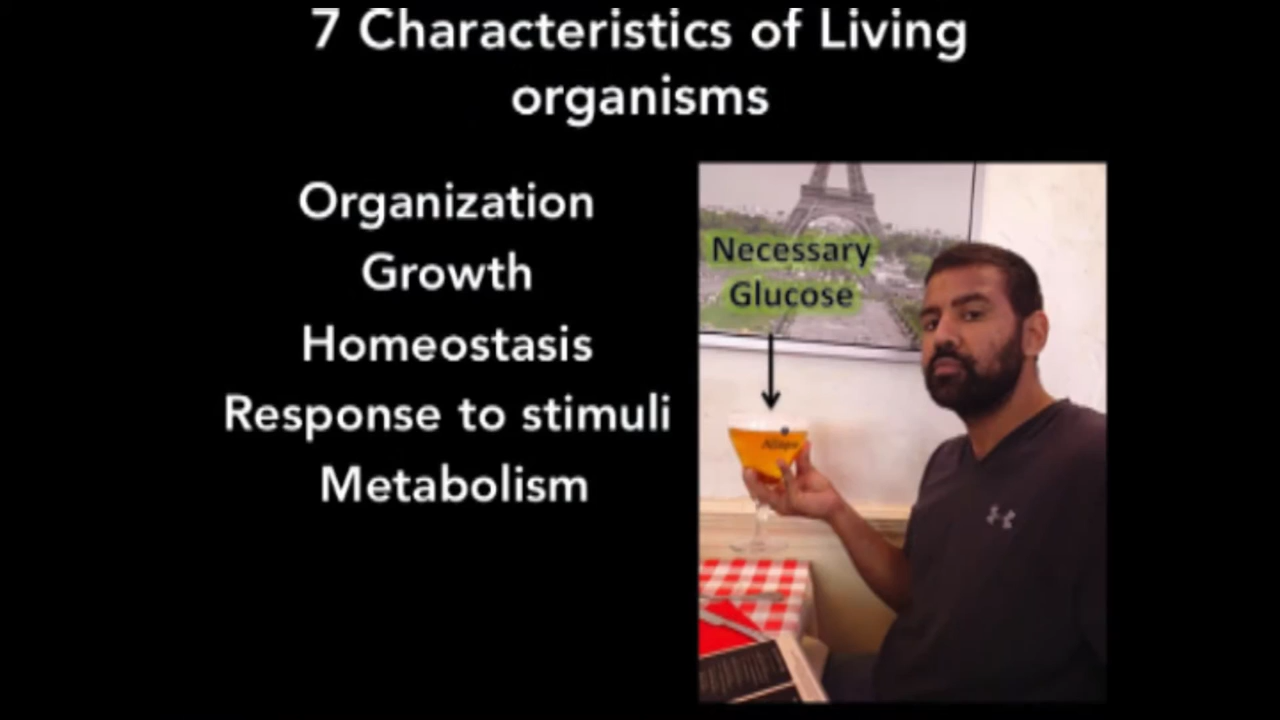 7 Characteristics of Living
organisms
Organization
Growth
Homeostasis
Response to stimuli
Metabolism
Necessary
Glucose